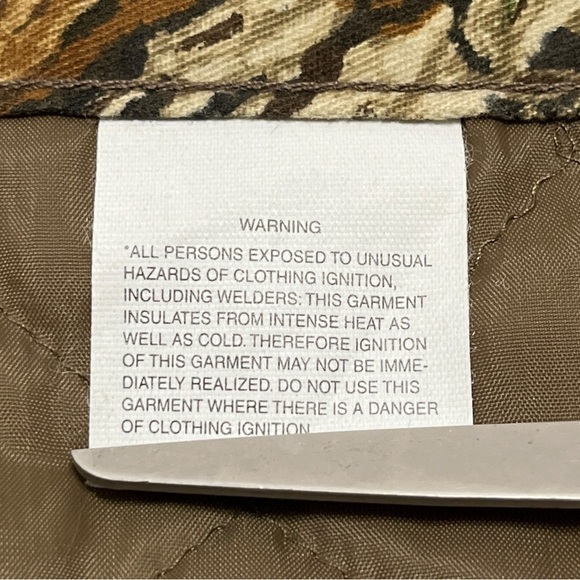 WARNING
*ALL PERSONS EXPOSED TO UNUSUAL
HAZARDS OF CLOTHING IGNITION,
INCLUDING WELDERS: THIS GARMENT
INSULATES FROM INTENSE HEAT AS
WELL AS COLD. THEREFORE IGNITION
OF THIS GARMENT MAY NOT BE IMME-
DIATELY REALIZED. DO NOT USE THIS
GARMENT WHERE THERE IS A DANGER
OF CLOTHING IGNITION